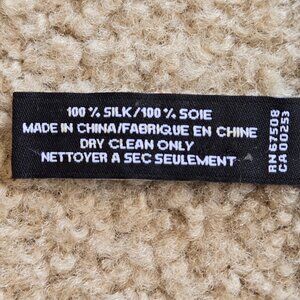 100% SILK/100% SOIE
MADE IN CHINA/FABRIQUE EN CHINE
DRY CLEAN ONLY
NETTOYER A SEC SEULEMENT
RN 67508
CA 00253